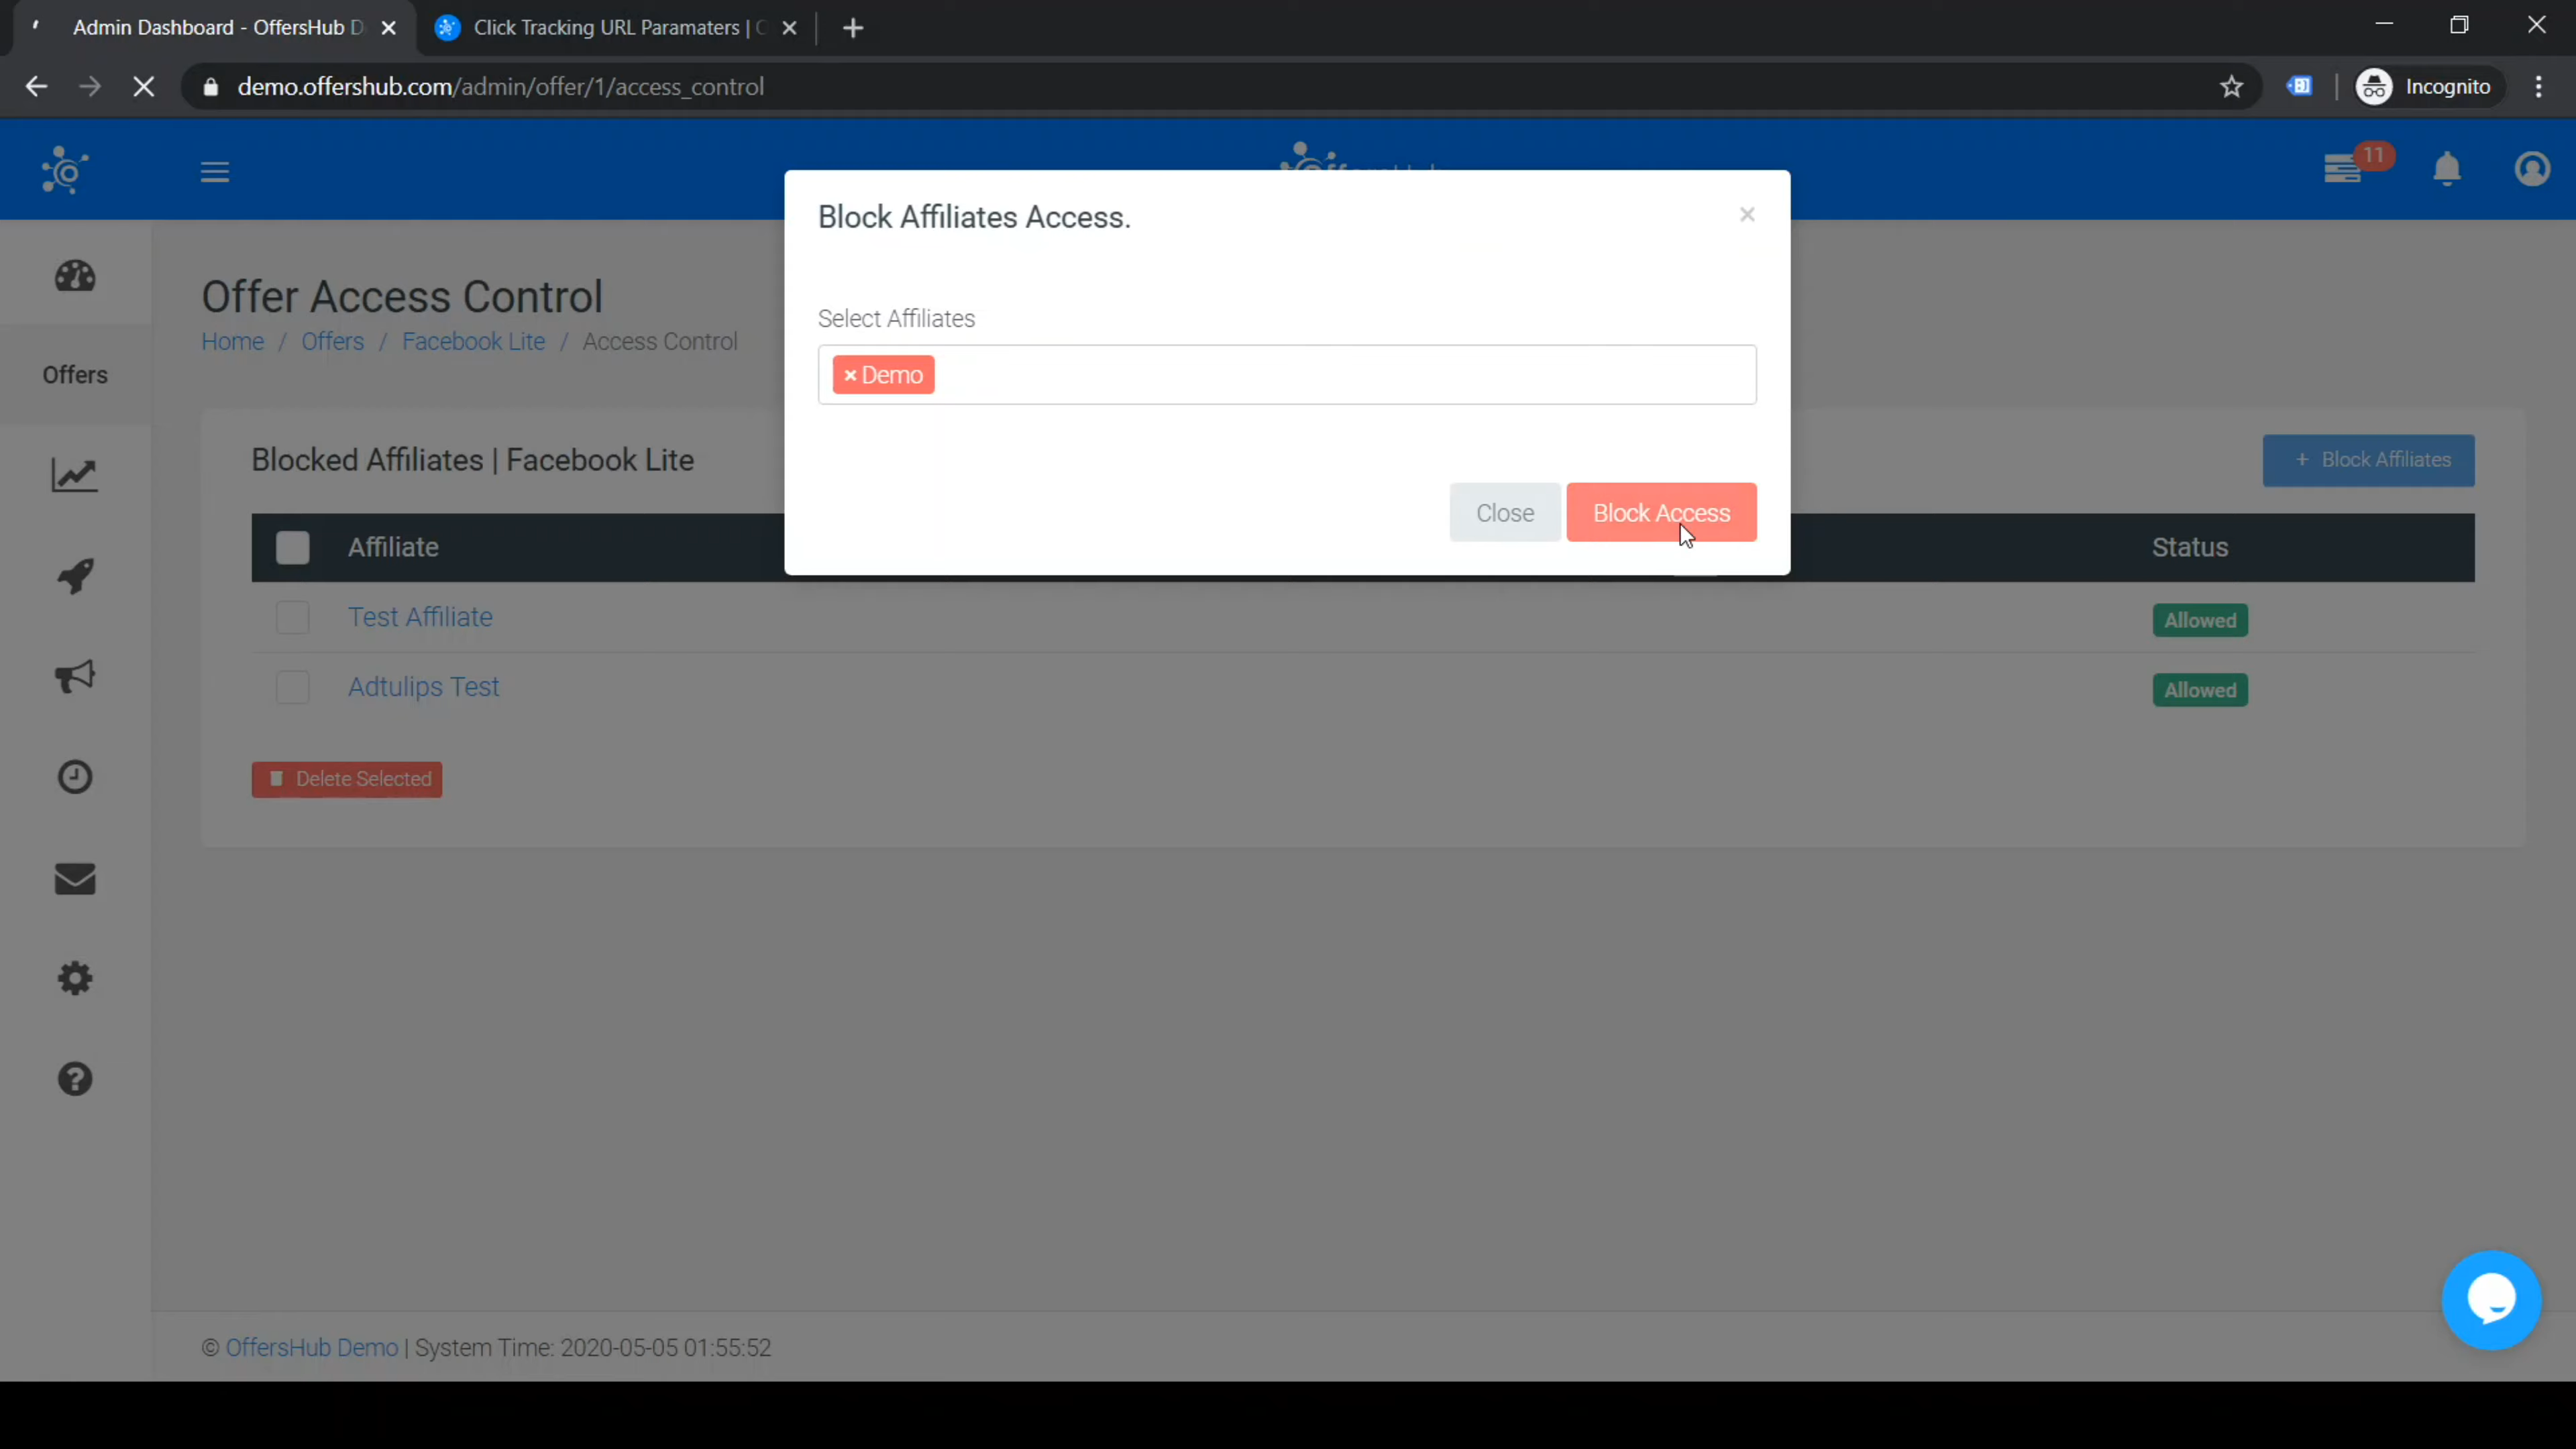 Admin Dashboard - OffersHub D
Click Tracking URL Paramaters |
demo.offershub.com/admin/offer/1/access_control
Incognito
11
Block Affiliates Access.
×
Offer Access Control
Home / Offers / Facebook Lite / Access Control
Select Affiliates
× Demo
Offers
Blocked Affiliates | Facebook Lite
+ Block Affiliates
Close
Block Access
Affiliate
Status
Test Affiliate
Allowed
Adtulips Test
Allowed
Delete Selected
© OffersHub Demo | System Time: 2020-05-05 01:55:52